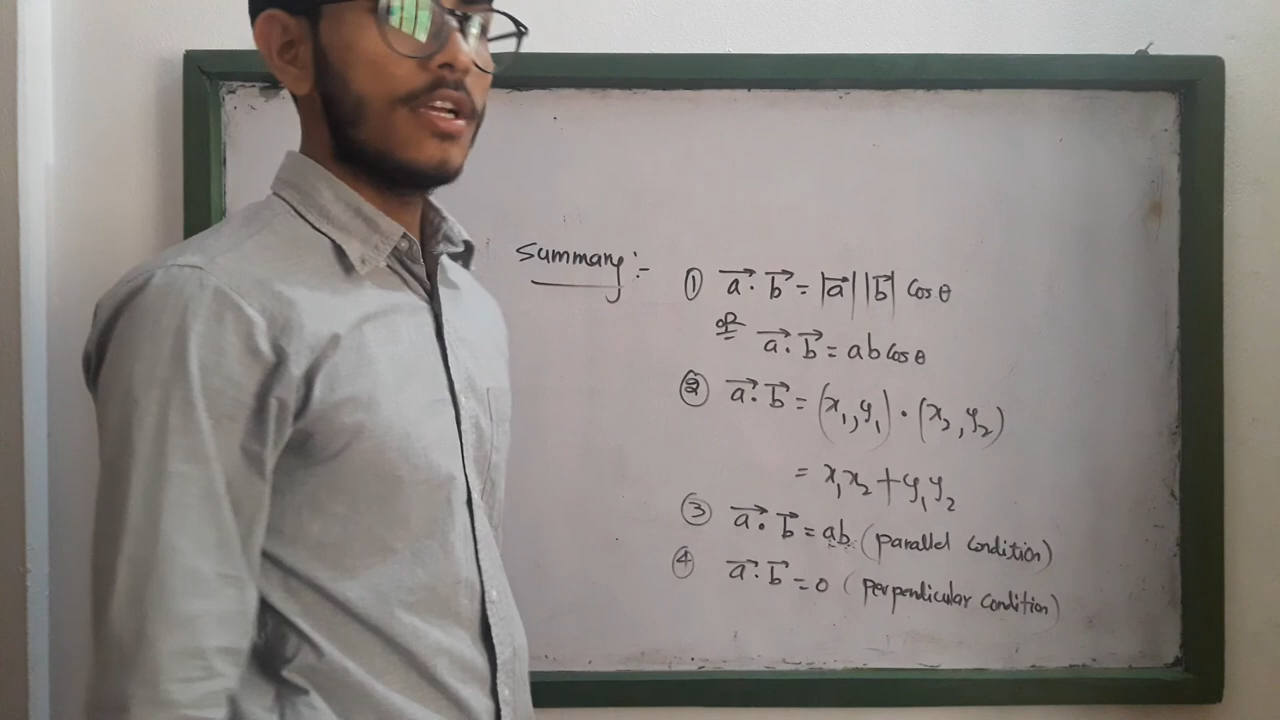 Summary:-
① a⃗ . b⃗ = |a⃗| |b⃗| Cos θ
or a⃗ . b⃗ = ab Cos θ
② a⃗ . b⃗ = (x₁, y₁) . (x₂, y₂)
= x₁x₂ + y₁y₂
③ a⃗ . b⃗ = ab (parallel condition)
④ a⃗ . b⃗ = 0 (perpendicular condition)